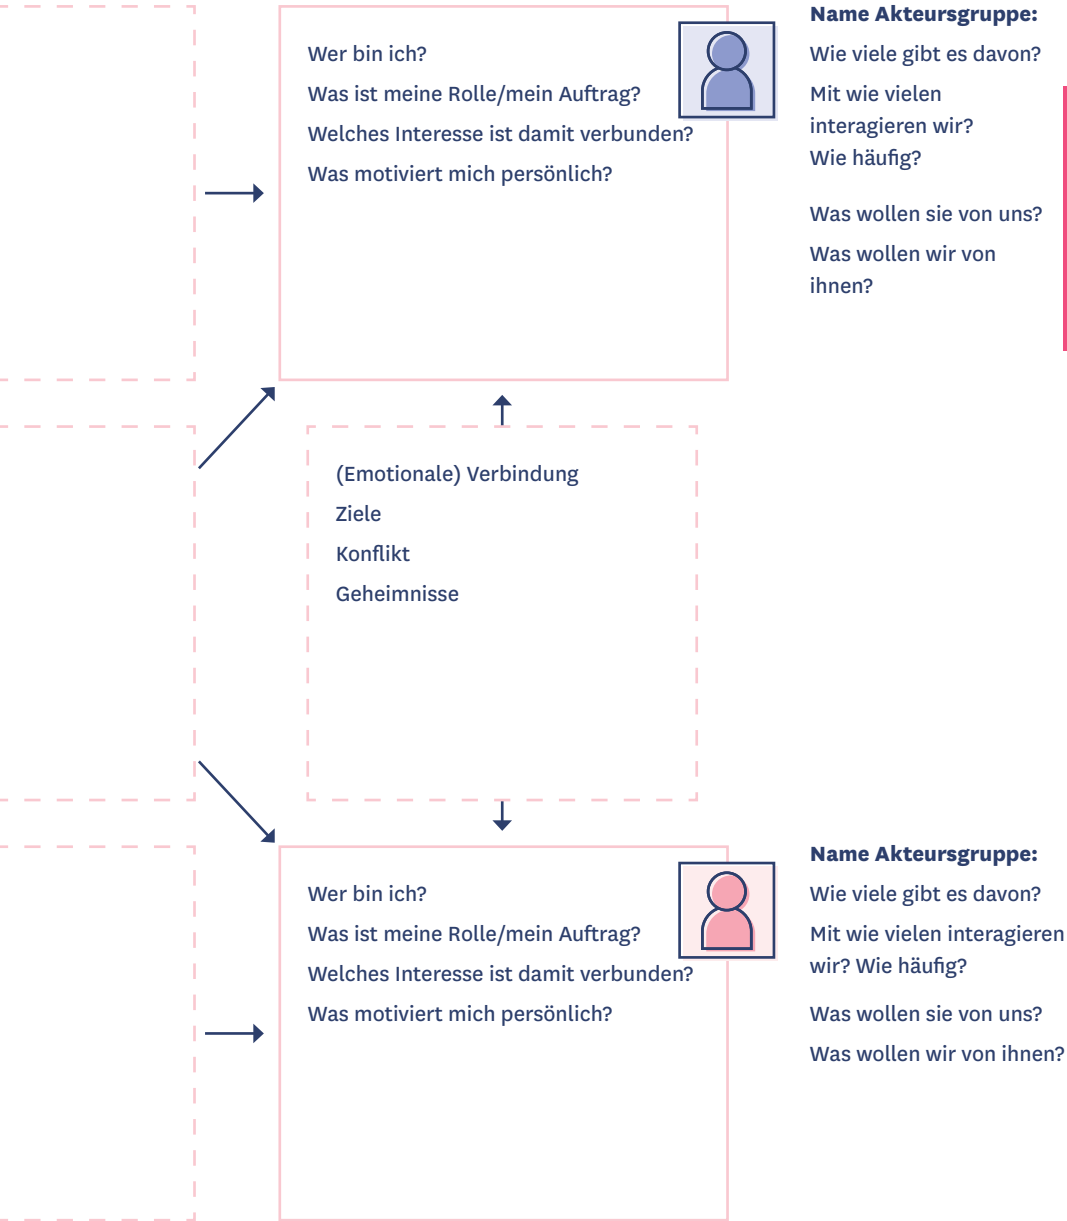 Wer bin ich?
Was ist meine Rolle/mein Auftrag?
Welches Interesse ist damit verbunden?
Was motiviert mich persönlich?
Name Akteursgruppe:
Wie viele gibt es davon?
Mit wie vielen
interagieren wir?
Wie häufig?
Was wollen sie von uns?
Was wollen wir von
ihnen?
(Emotionale) Verbindung
Ziele
Konflikt
Geheimnisse
Wer bin ich?
Was ist meine Rolle/mein Auftrag?
Welches Interesse ist damit verbunden?
Was motiviert mich persönlich?
Name Akteursgruppe:
Wie viele gibt es davon?
Mit wie vielen interagieren
wir? Wie häufig?
Was wollen sie von uns?
Was wollen wir von ihnen?